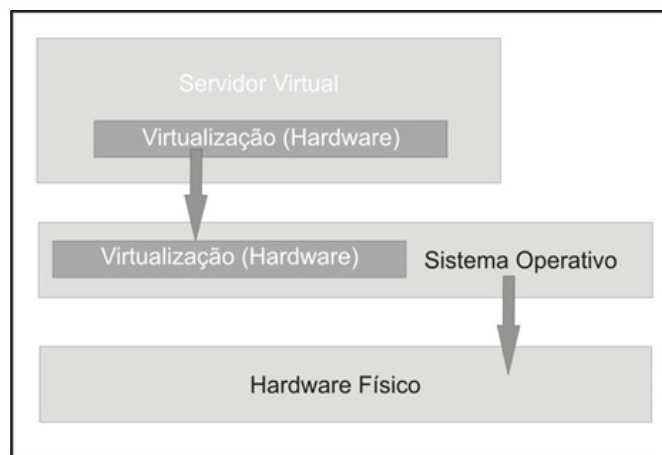 Servidor Virtual
Virtualização (Hardware)
Virtualização (Hardware)
Sistema Operativo
Hardware Físico